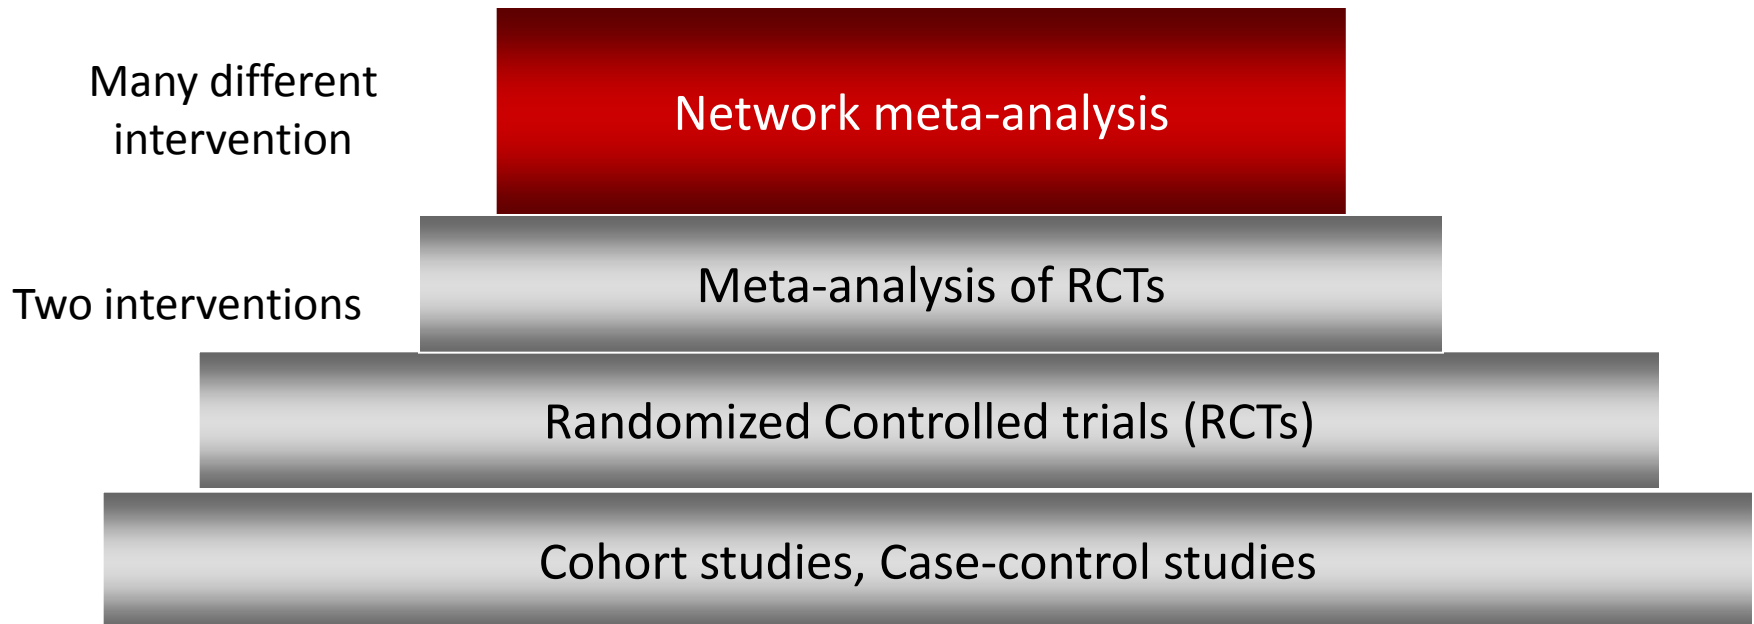 Many different
intervention
Network meta-analysis
Two interventions
Meta-analysis of RCTs
Randomized Controlled trials (RCTs)
Cohort studies, Case-control studies